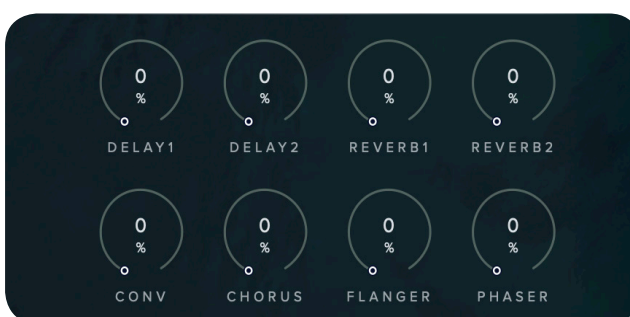 0 0 0 0
% % % %
DELAY1 DELAY2 REVERB1 REVERB2
0 0 0 0
% % % %
CONV CHORUS FLANGER PHASER